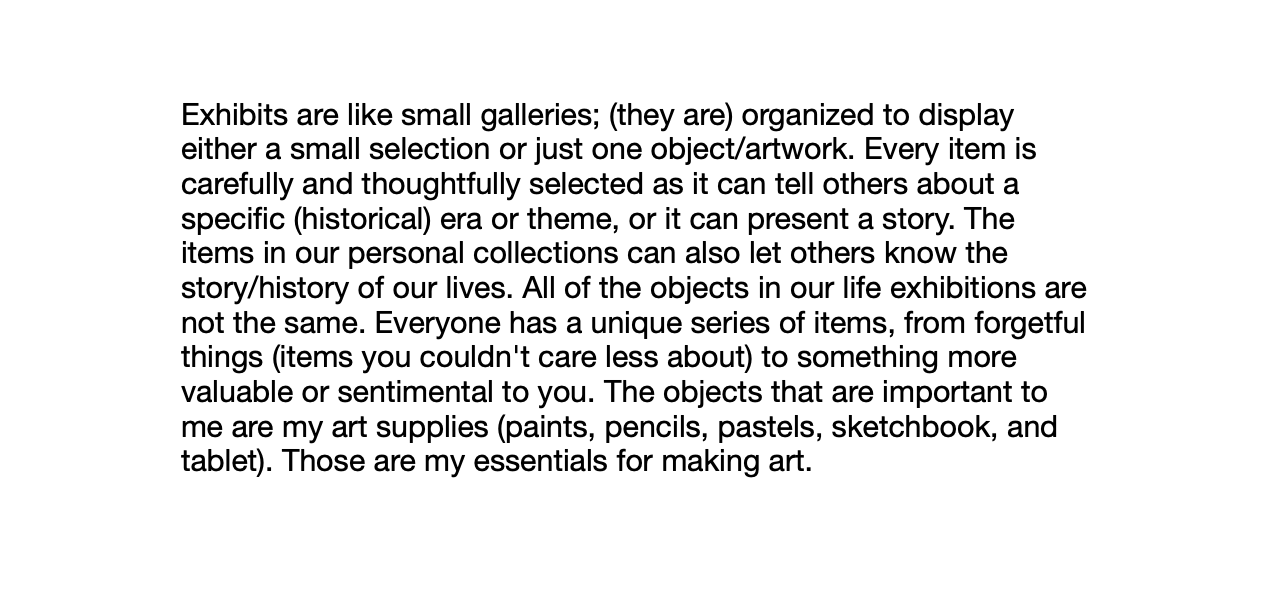 Exhibits are like small galleries; (they are) organized to display
either a small selection or just one object/artwork. Every item is
carefully and thoughtfully selected as it can tell others about a
specific (historical) era or theme, or it can present a story. The
items in our personal collections can also let others know the
story/history of our lives. All of the objects in our life exhibitions are
not the same. Everyone has a unique series of items, from forgetful
things (items you couldn't care less about) to something more
valuable or sentimental to you. The objects that are important to
me are my art supplies (paints, pencils, pastels, sketchbook, and
tablet). Those are my essentials for making art.